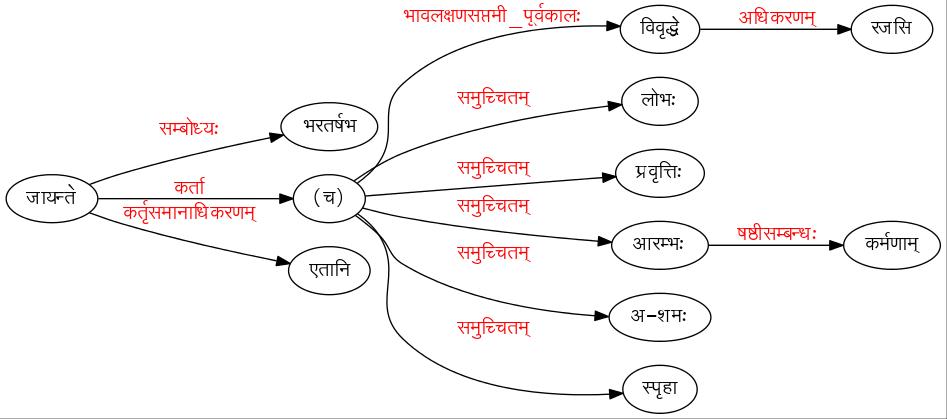 भावलक्षणसप्तमी_पूर्वकालः
विवृद्धे
अधिकरणम्
रजसि
समुच्चितम्
लोभः
सम्बोध्यः
भरतर्षभ
समुच्चितम्
प्रवृत्तिः
जायन्ते
कर्ता
(च)
समुच्चितम्
कर्तृसमानाधिकरणम्
आरम्भः
षष्ठीसम्बन्धः
कर्मणाम्
समुच्चितम्
एतानि
अ-शमः
समुच्चितम्
स्पृहा